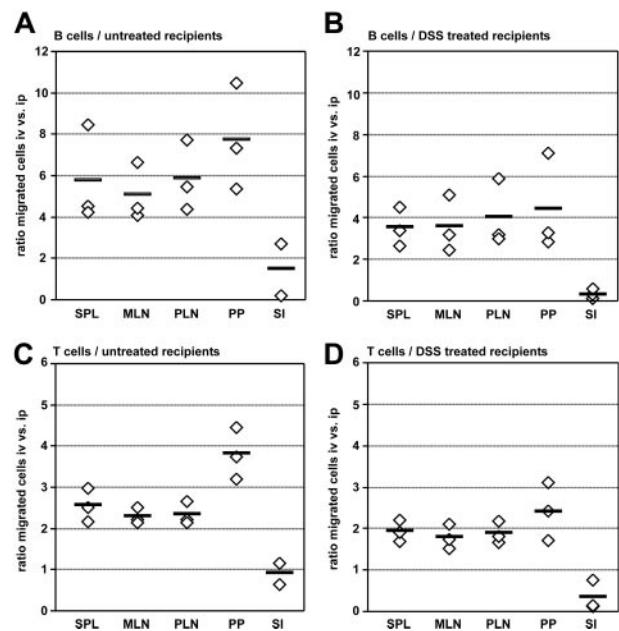 A B cells / untreated recipients
ratio migrated cells iv vs. ip
12
10
8
6
4
2
0
SPL MLN PLN PP SI
B B cells / DSS treated recipients
ratio migrated cells iv vs. ip
12
10
8
6
4
2
0
SPL MLN PLN PP SI
C T cells / untreated recipients
ratio migrated cells iv vs. ip
6
5
4
3
2
1
0
SPL MLN PLN PP SI
D T cells / DSS treated recipients
ratio migrated cells iv vs. ip
6
5
4
3
2
1
0
SPL MLN PLN PP SI